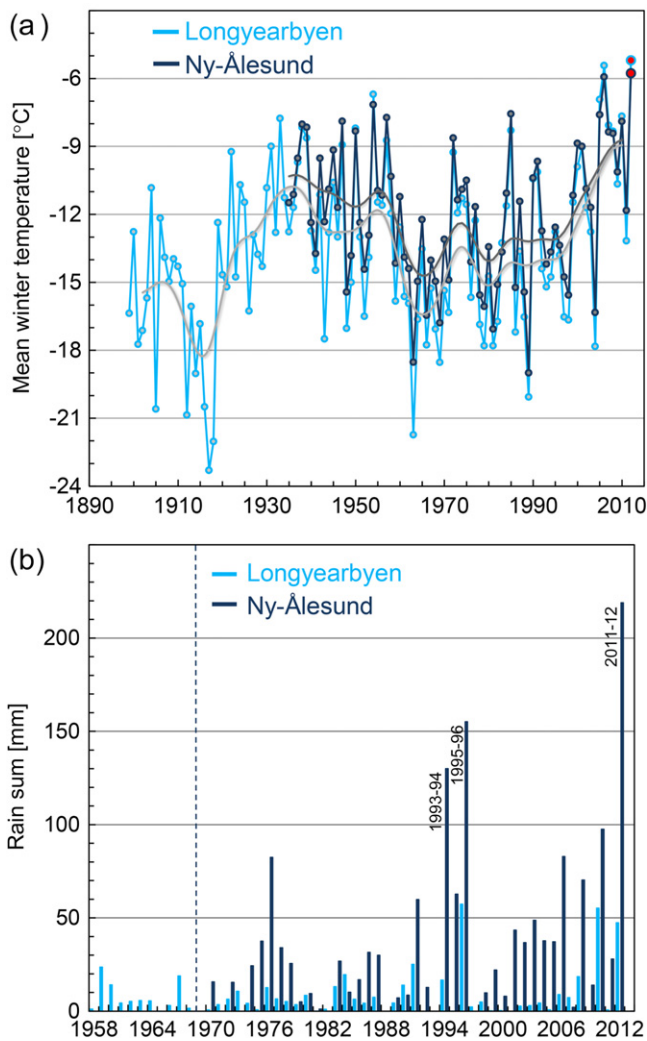 (a)
Longyearbyen
Ny-Ålesund
Mean winter temperature [°C]
-6
-9
-12
-15
-18
-21
-24
1890 1910 1930 1950 1970 1990 2010
(b)
Longyearbyen
Ny-Ålesund
Rain sum [mm]
200
150
100
50
0
1993-94
1995-96
2011-12
1958 1964 1970 1976 1982 1988 1994 2000 2006 2012